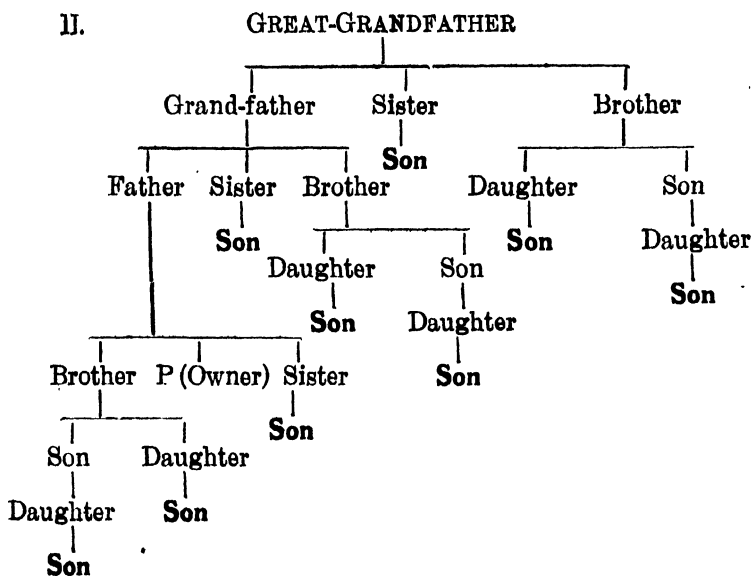 II. GREAT-GRANDFATHER
Grand-father Sister Brother
Son
Father Sister Brother Daughter Son
Son Son Daughter
Daughter Son
Son
Son Daughter
Son
Brother P (Owner) Sister
Son
Son Daughter
Daughter Son
Son